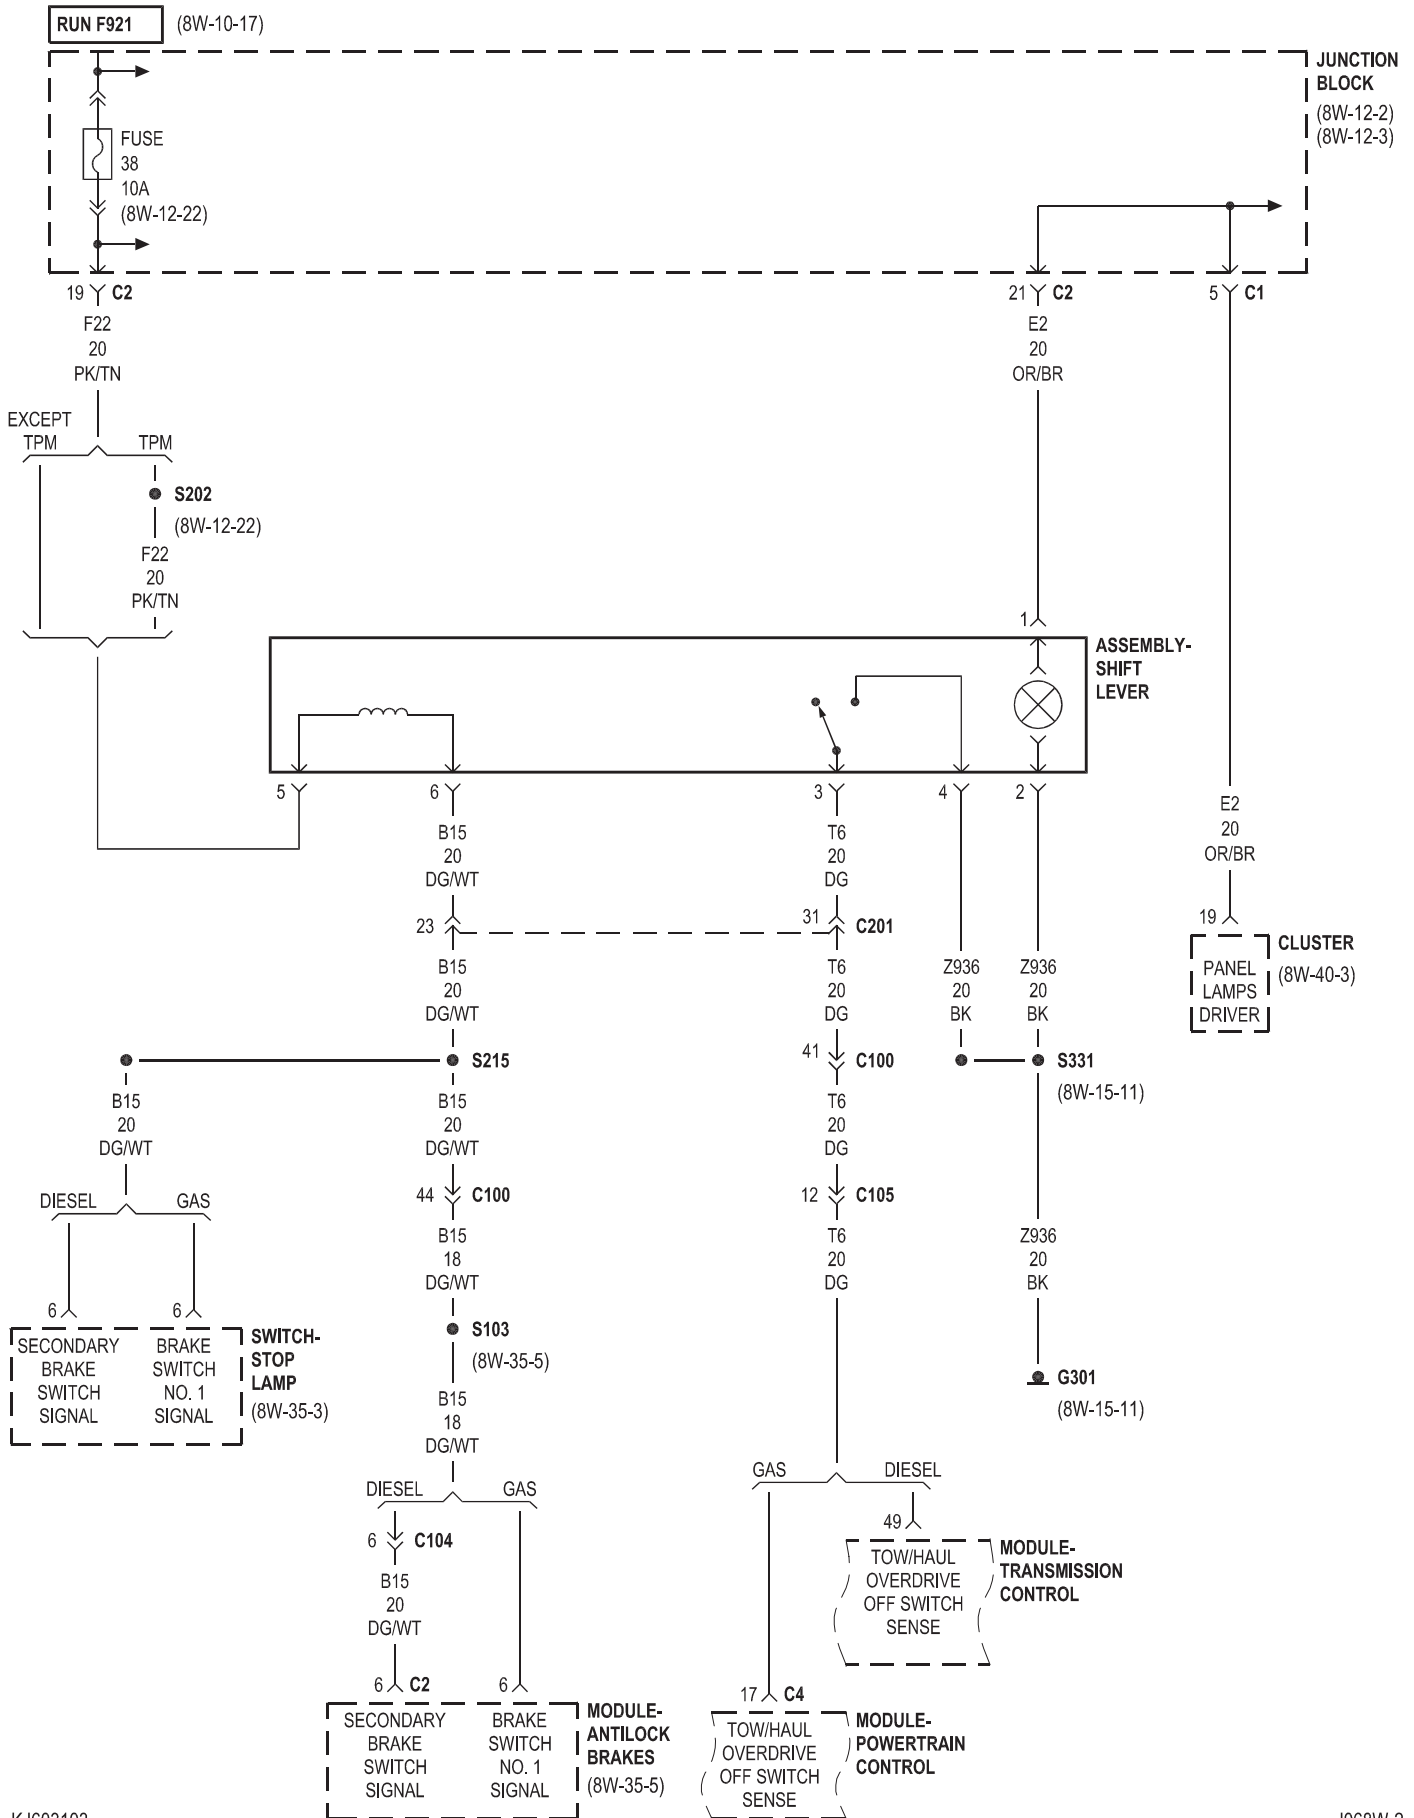 RUN F921 (8W-10-17)
JUNCTION
BLOCK
(8W-12-2)
(8W-12-3)
FUSE
38
10A
(8W-12-22)
19 C2
21 C2
5 C1
F22
20
PK/TN
E2
20
OR/BR
EXCEPT
TPM
TPM
S202
(8W-12-22)
F22
20
PK/TN
1
ASSEMBLY-
SHIFT
LEVER
5
6
3
4
2
B15
20
DG/WT
T6
20
DG
E2
20
OR/BR
23
31
C201
19
CLUSTER
(8W-40-3)
PANEL
LAMPS
DRIVER
B15
20
DG/WT
T6
20
DG
Z936
20
BK
Z936
20
BK
S215
41 C100
S331
(8W-15-11)
B15
20
DG/WT
B15
20
DG/WT
T6
20
DG
DIESEL
GAS
44 C100
12 C105
B15
18
DG/WT
T6
20
DG
Z936
20
BK
6
6
SECONDARY
BRAKE
SWITCH
SIGNAL
BRAKE
SWITCH
NO. 1
SIGNAL
SWITCH-
STOP
LAMP
(8W-35-3)
S103
(8W-35-5)
G301
(8W-15-11)
B15
18
DG/WT
DIESEL
GAS
GAS
DIESEL
6 C104
49
B15
20
DG/WT
TOW/HAUL
OVERDRIVE
OFF SWITCH
SENSE
MODULE-
TRANSMISSION
CONTROL
6 C2
6
17 C4
SECONDARY
BRAKE
SWITCH
SIGNAL
BRAKE
SWITCH
NO. 1
SIGNAL
MODULE-
ANTILOCK
BRAKES
(8W-35-5)
TOW/HAUL
OVERDRIVE
OFF SWITCH
SENSE
MODULE-
POWERTRAIN
CONTROL